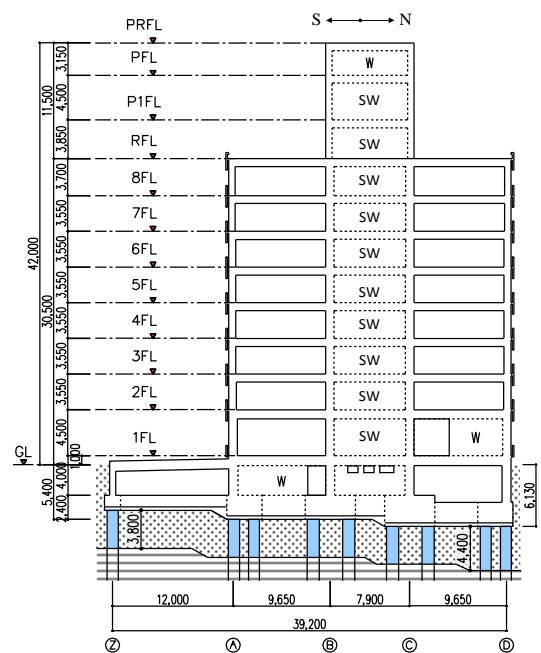 S N
PRFL
PFL
P1FL
RFL
8FL
7FL
6FL
5FL
4FL
3FL
2FL
1FL
GL
W
SW
SW
SW
SW
SW
SW
SW
SW
SW
SW
W
W
3,150
4,500
3,850
11,500
3,700
3,550
3,550
3,550
3,550
3,550
3,550
4,500
30,500
42,000
1,000
4,000
2,400
5,400
6,130
3,800
4,400
12,000 9,650 7,900 9,650
39,200
Z A B C D